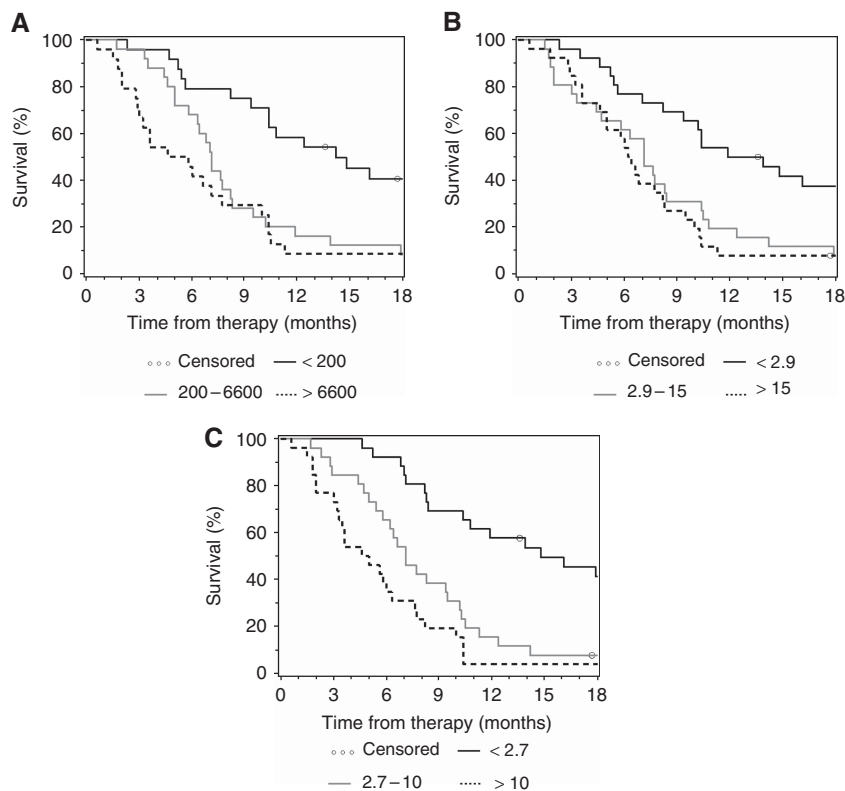 A
100
80
60
40
20
0
Survival (%)
0 3 6 9 12 15 18
Time from therapy (months)
Censored < 200
200–6600 > 6600
B
100
80
60
40
20
0
Survival (%)
0 3 6 9 12 15 18
Time from therapy (months)
Censored < 2.9
2.9–15 > 15
C
100
80
60
40
20
0
Survival (%)
0 3 6 9 12 15 18
Time from therapy (months)
Censored < 2.7
2.7–10 > 10